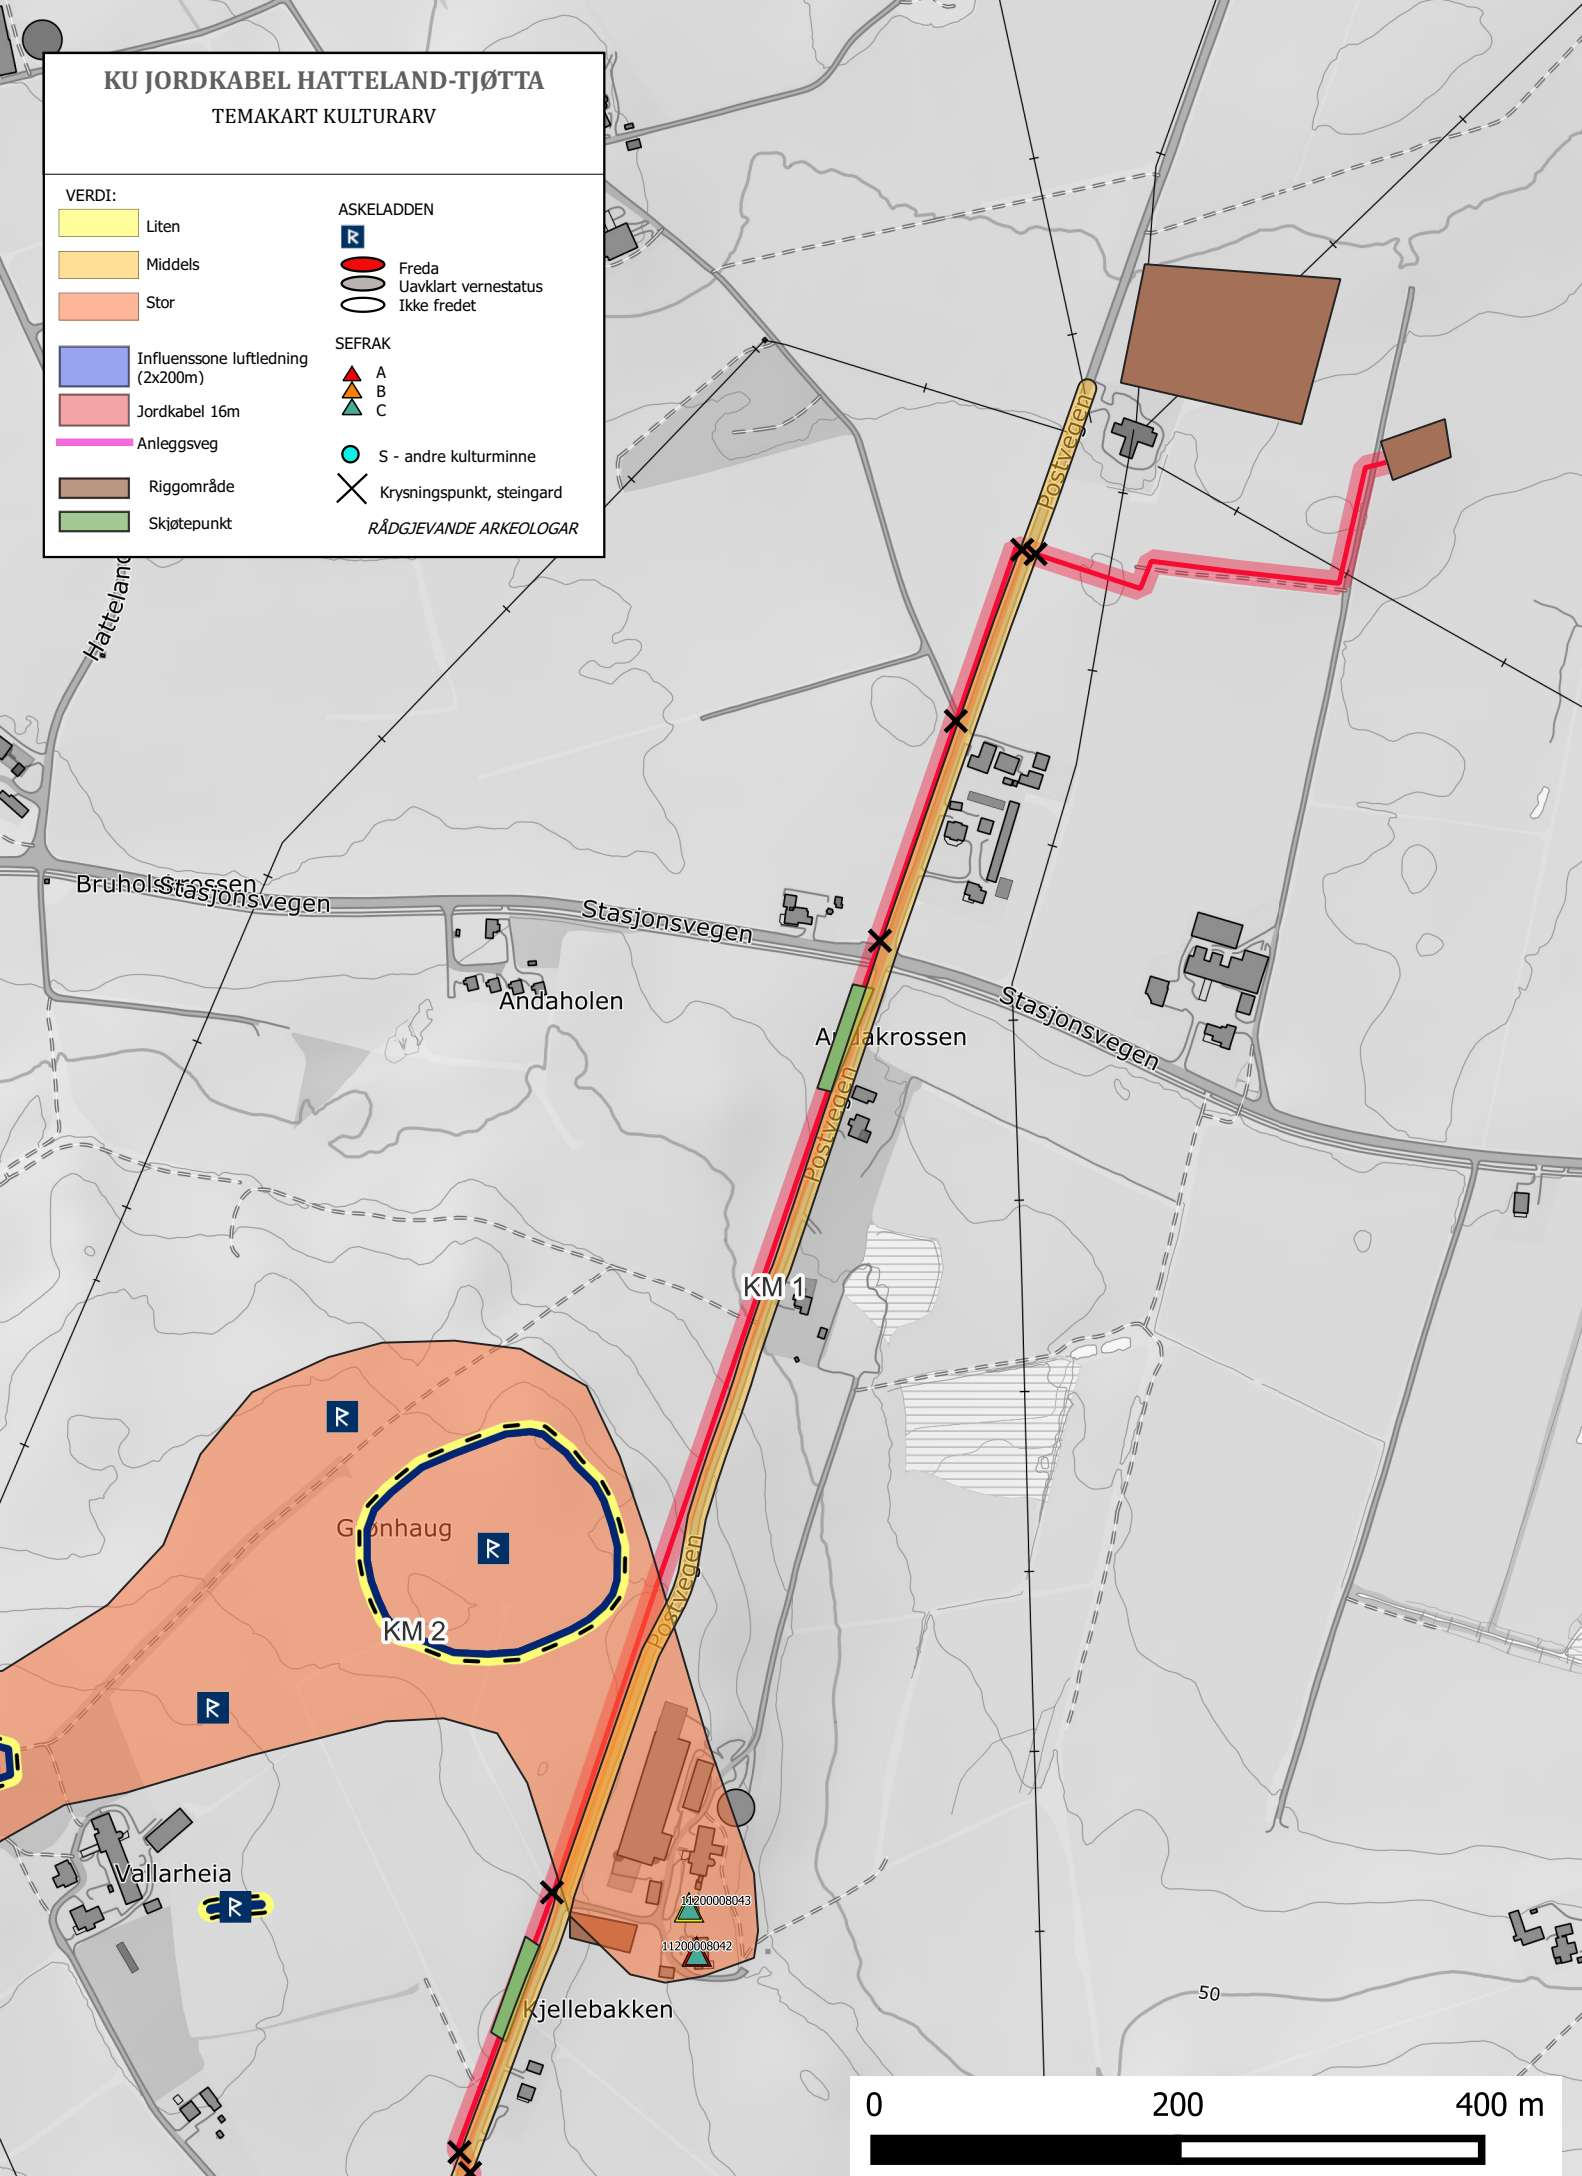 KU JORDKABEL HATTELAND-TJØTTA
TEMAKART KULTURARV
VERDI:
Liten
Middels
Stor
Influenssone luftledning
(2x200m)
Jordkabel 16m
Anleggsveg
Riggområde
Skjøtepunkt
ASKELADDEN
R
Freda
Uavklart vernestatus
Ikke fredet
SEFRAK
A
B
C
S - andre kulturminne
Krysningspunkt, steingard
RÅDGJEVANDE ARKEOLOGAR
Postvegen
Stasjonsvegen
Stasjonsvegen
Andaholen
Stasjonsvegen
Postvegen
KM 1
R
R
KM 2
Postvegen
R
Vallarheia
R
11200008043
11200008042
Kjellebakken
50
0 200 400 m